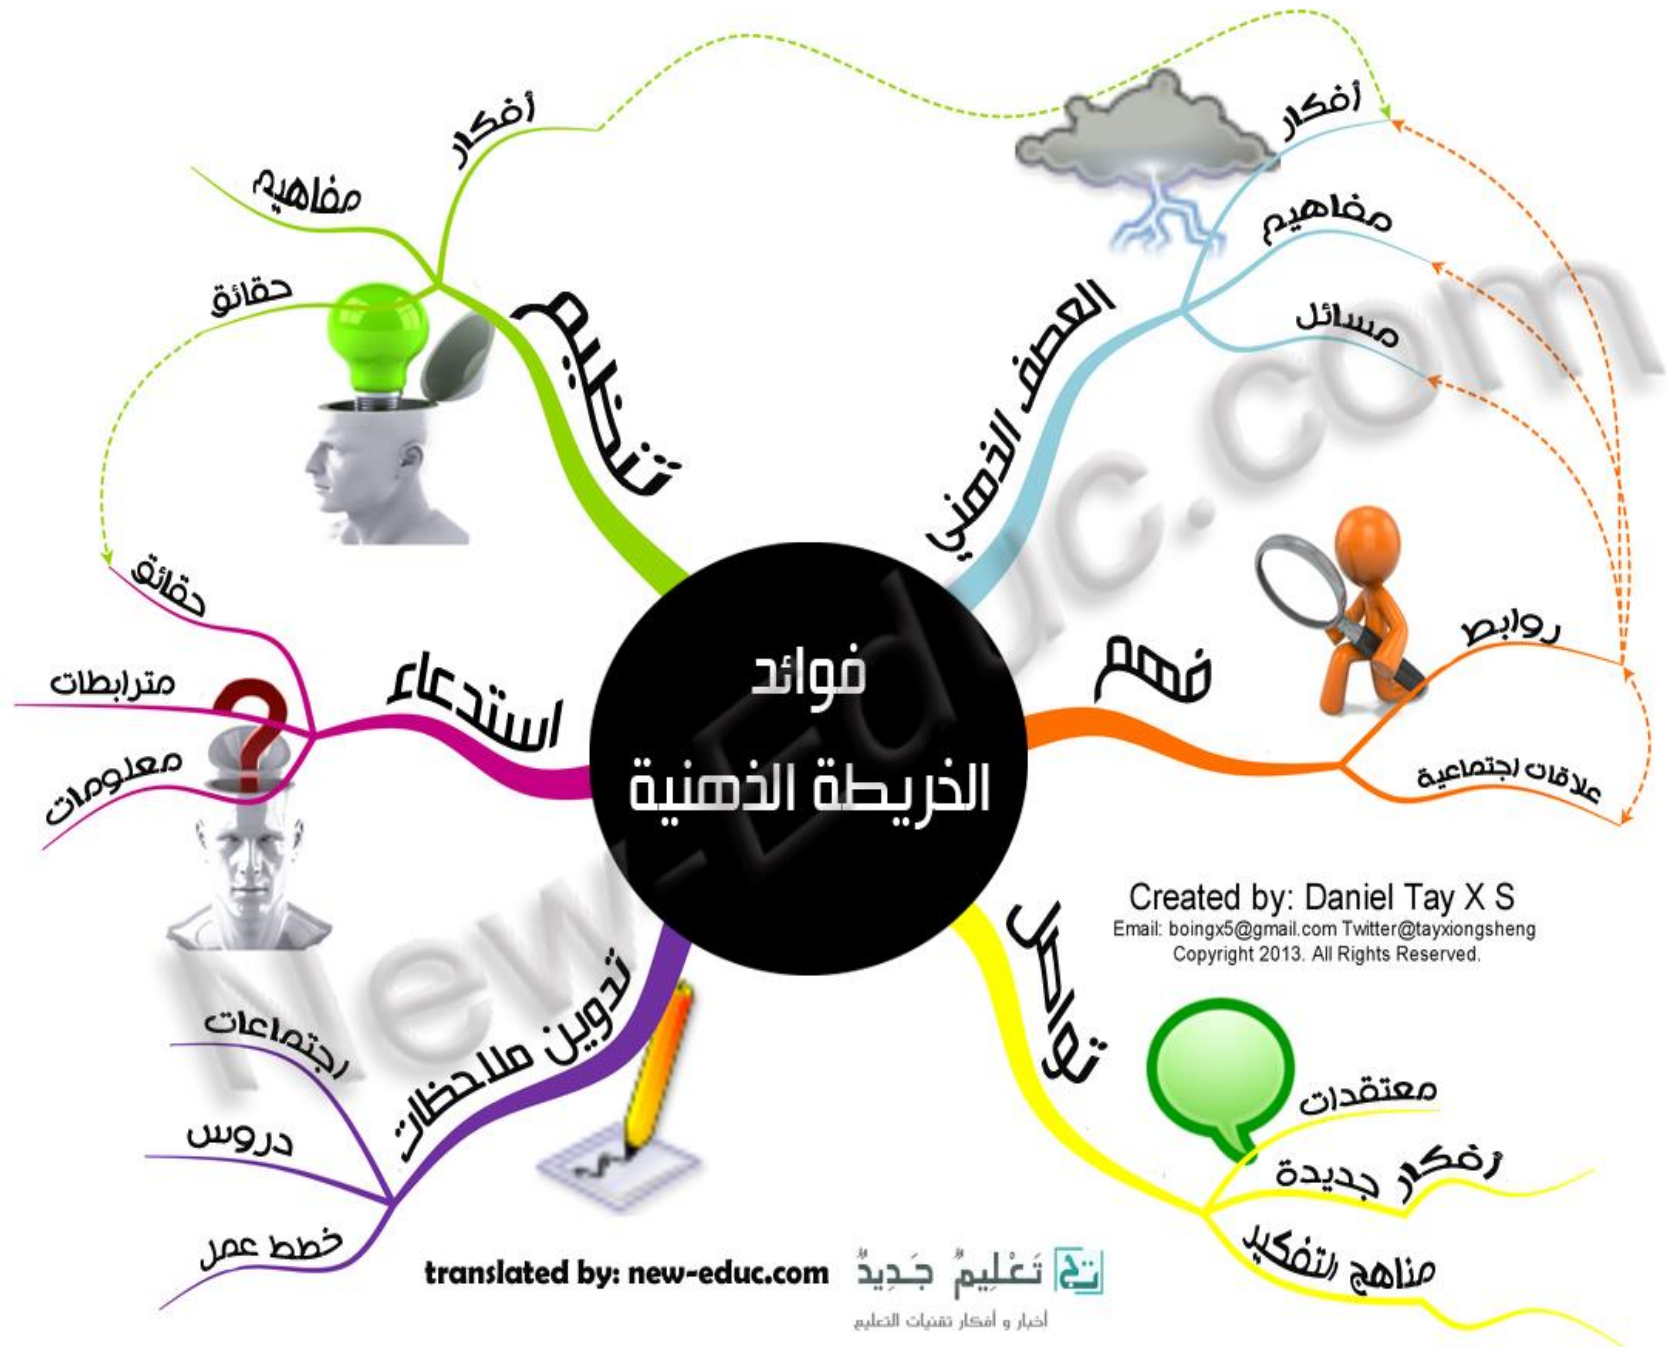 فوائد
الخريطة الذهنية
العصف الذهني
أفكار
مفاهيم
مسائل
فهم
روابط
علاقات اجتماعية
تواصل
معتقدات
أفكار جديدة
مناهج التفكير
تدوين ملاحظات
اجتماعات
دروس
خطط عمل
استدعاء
حقائق
مترابطات
معلومات
تنظيم
أفكار
مفاهيم
حقائق
Created by: Daniel Tay X S
Email: boingx5@gmail.com Twitter@tayxiongsheng
Copyright 2013. All Rights Reserved.
translated by: new-educ.com
تج تَعْليمٌ جَديدٌ
أخبار و أفكار تقنيات التعليم
New-Educ.com